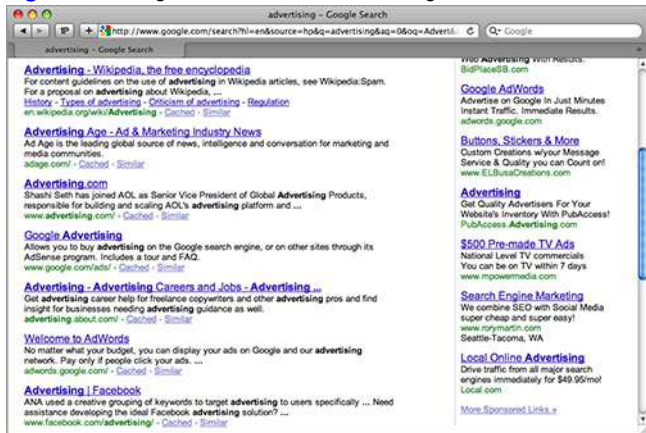 advertising - Google Search
http://www.google.com/search?hl=en&source=hp&q=advertising&aq=0&oq=Advert&
Google
advertising - Google Search
Advertising - Wikipedia, the free encyclopedia
For content guidelines on the use of advertising in Wikipedia articles, see Wikipedia:Spam.
For a proposal on advertising about Wikipedia, ...
History - Types of advertising - Criticism of advertising - Regulation
en.wikipedia.org/wiki/Advertising - Cached - Similar
Advertising Age - Ad & Marketing Industry News
Ad Age is the leading global source of news, intelligence and conversation for marketing and
media communities.
adage.com/ - Cached - Similar
Advertising.com
Shashi Seth has joined AOL as Senior Vice President of Global Advertising Products,
responsible for building and scaling AOL's advertising platform and ...
www.advertising.com/ - Cached - Similar
Google Advertising
Allows you to buy advertising on the Google search engine, or on other sites through its
AdSense program. Includes a tour and FAQ.
www.google.com/ads/ - Cached - Similar
Advertising - Advertising Careers and Jobs - Advertising ...
Get advertising career help for freelance copywriters and other advertising pros and find
insight for businesses needing advertising guidance as well.
advertising.about.com/ - Cached - Similar
Welcome to AdWords
No matter what your budget, you can display your ads on Google and our advertising
network. Pay only if people click your ads. ...
adwords.google.com/ - Cached - Similar
Advertising | Facebook
ANA used a creative grouping of keywords to target advertising to users specifically ... Need
assistance developing the ideal Facebook advertising solution? ...
www.facebook.com/advertising/ - Cached - Similar
Web Advertising With Results.
BidPlaceSB.com
Google AdWords
Advertise on Google In Just Minutes
Instant Traffic, Immediate Results.
adwords.google.com
Buttons, Stickers & More
Custom Creations w/your Message
Service & Quality you can Count on!
www.ELBusaCreations.com
Advertising
Get Quality Advertisers For Your
Website's Inventory With PubAccess!
PubAccess.Advertising.com
$500 Pre-made TV Ads
National Level TV commercials
You can be on TV within 7 days
www.mpowermedia.com
Search Engine Marketing
We combine SEO with Social Media
super cheap and super easy!
www.rorymartin.com
Seattle-Tacoma, WA
Local Online Advertising
Drive traffic from all major search
engines immediately for $49.95/mo!
Local.com
More Sponsored Links »